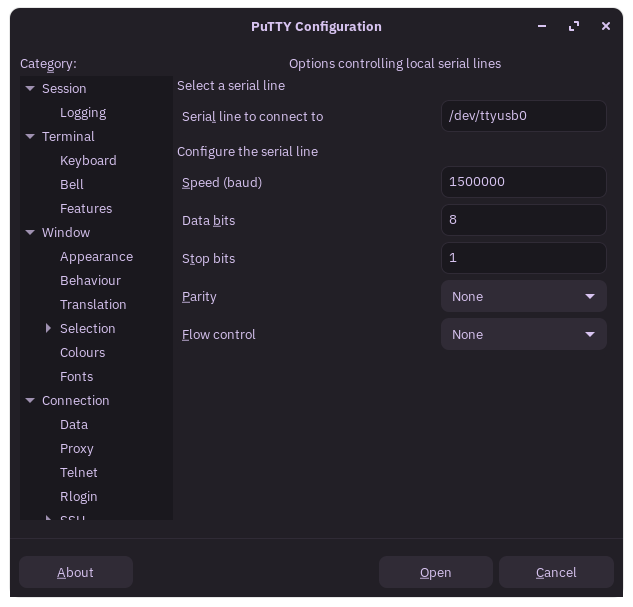 PuTTY Configuration
Category:
Options controlling local serial lines
Session
Logging
Terminal
Keyboard
Bell
Features
Window
Appearance
Behaviour
Translation
Selection
Colours
Fonts
Connection
Data
Proxy
Telnet
Rlogin
SSH
Select a serial line
Serial line to connect to /dev/ttyusb0
Configure the serial line
Speed (baud) 1500000
Data bits 8
Stop bits 1
Parity None
Flow control None
About Open Cancel